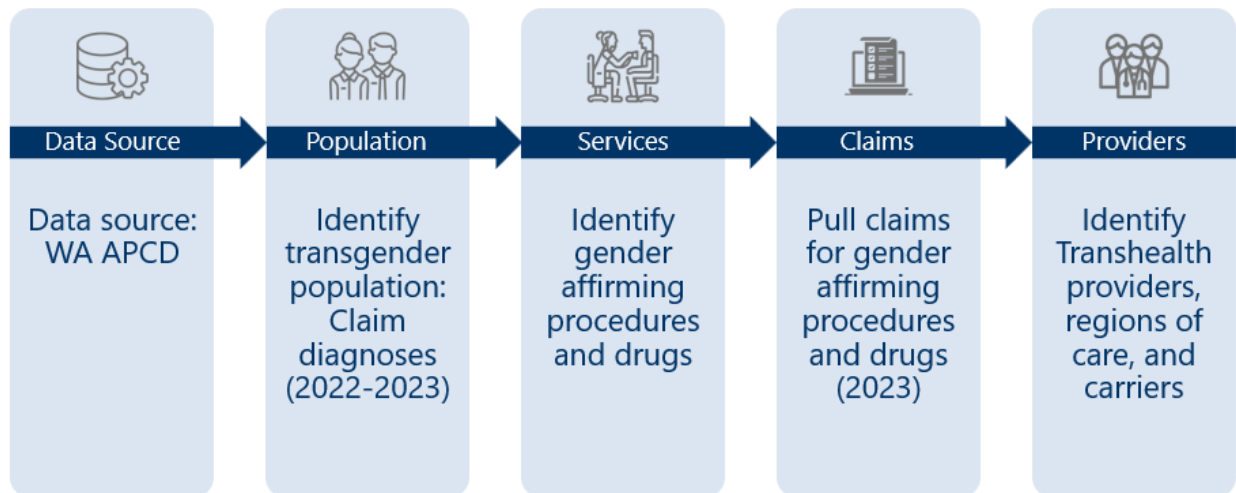 Data Source
Population
Services
Claims
Providers
Data source:
WA APCD
Identify
transgender
population:
Claim
diagnoses
(2022-2023)
Identify
gender
affirming
procedures
and drugs
Pull claims
for gender
affirming
procedures
and drugs
(2023)
Identify
Transhealth
providers,
regions of
care, and
carriers